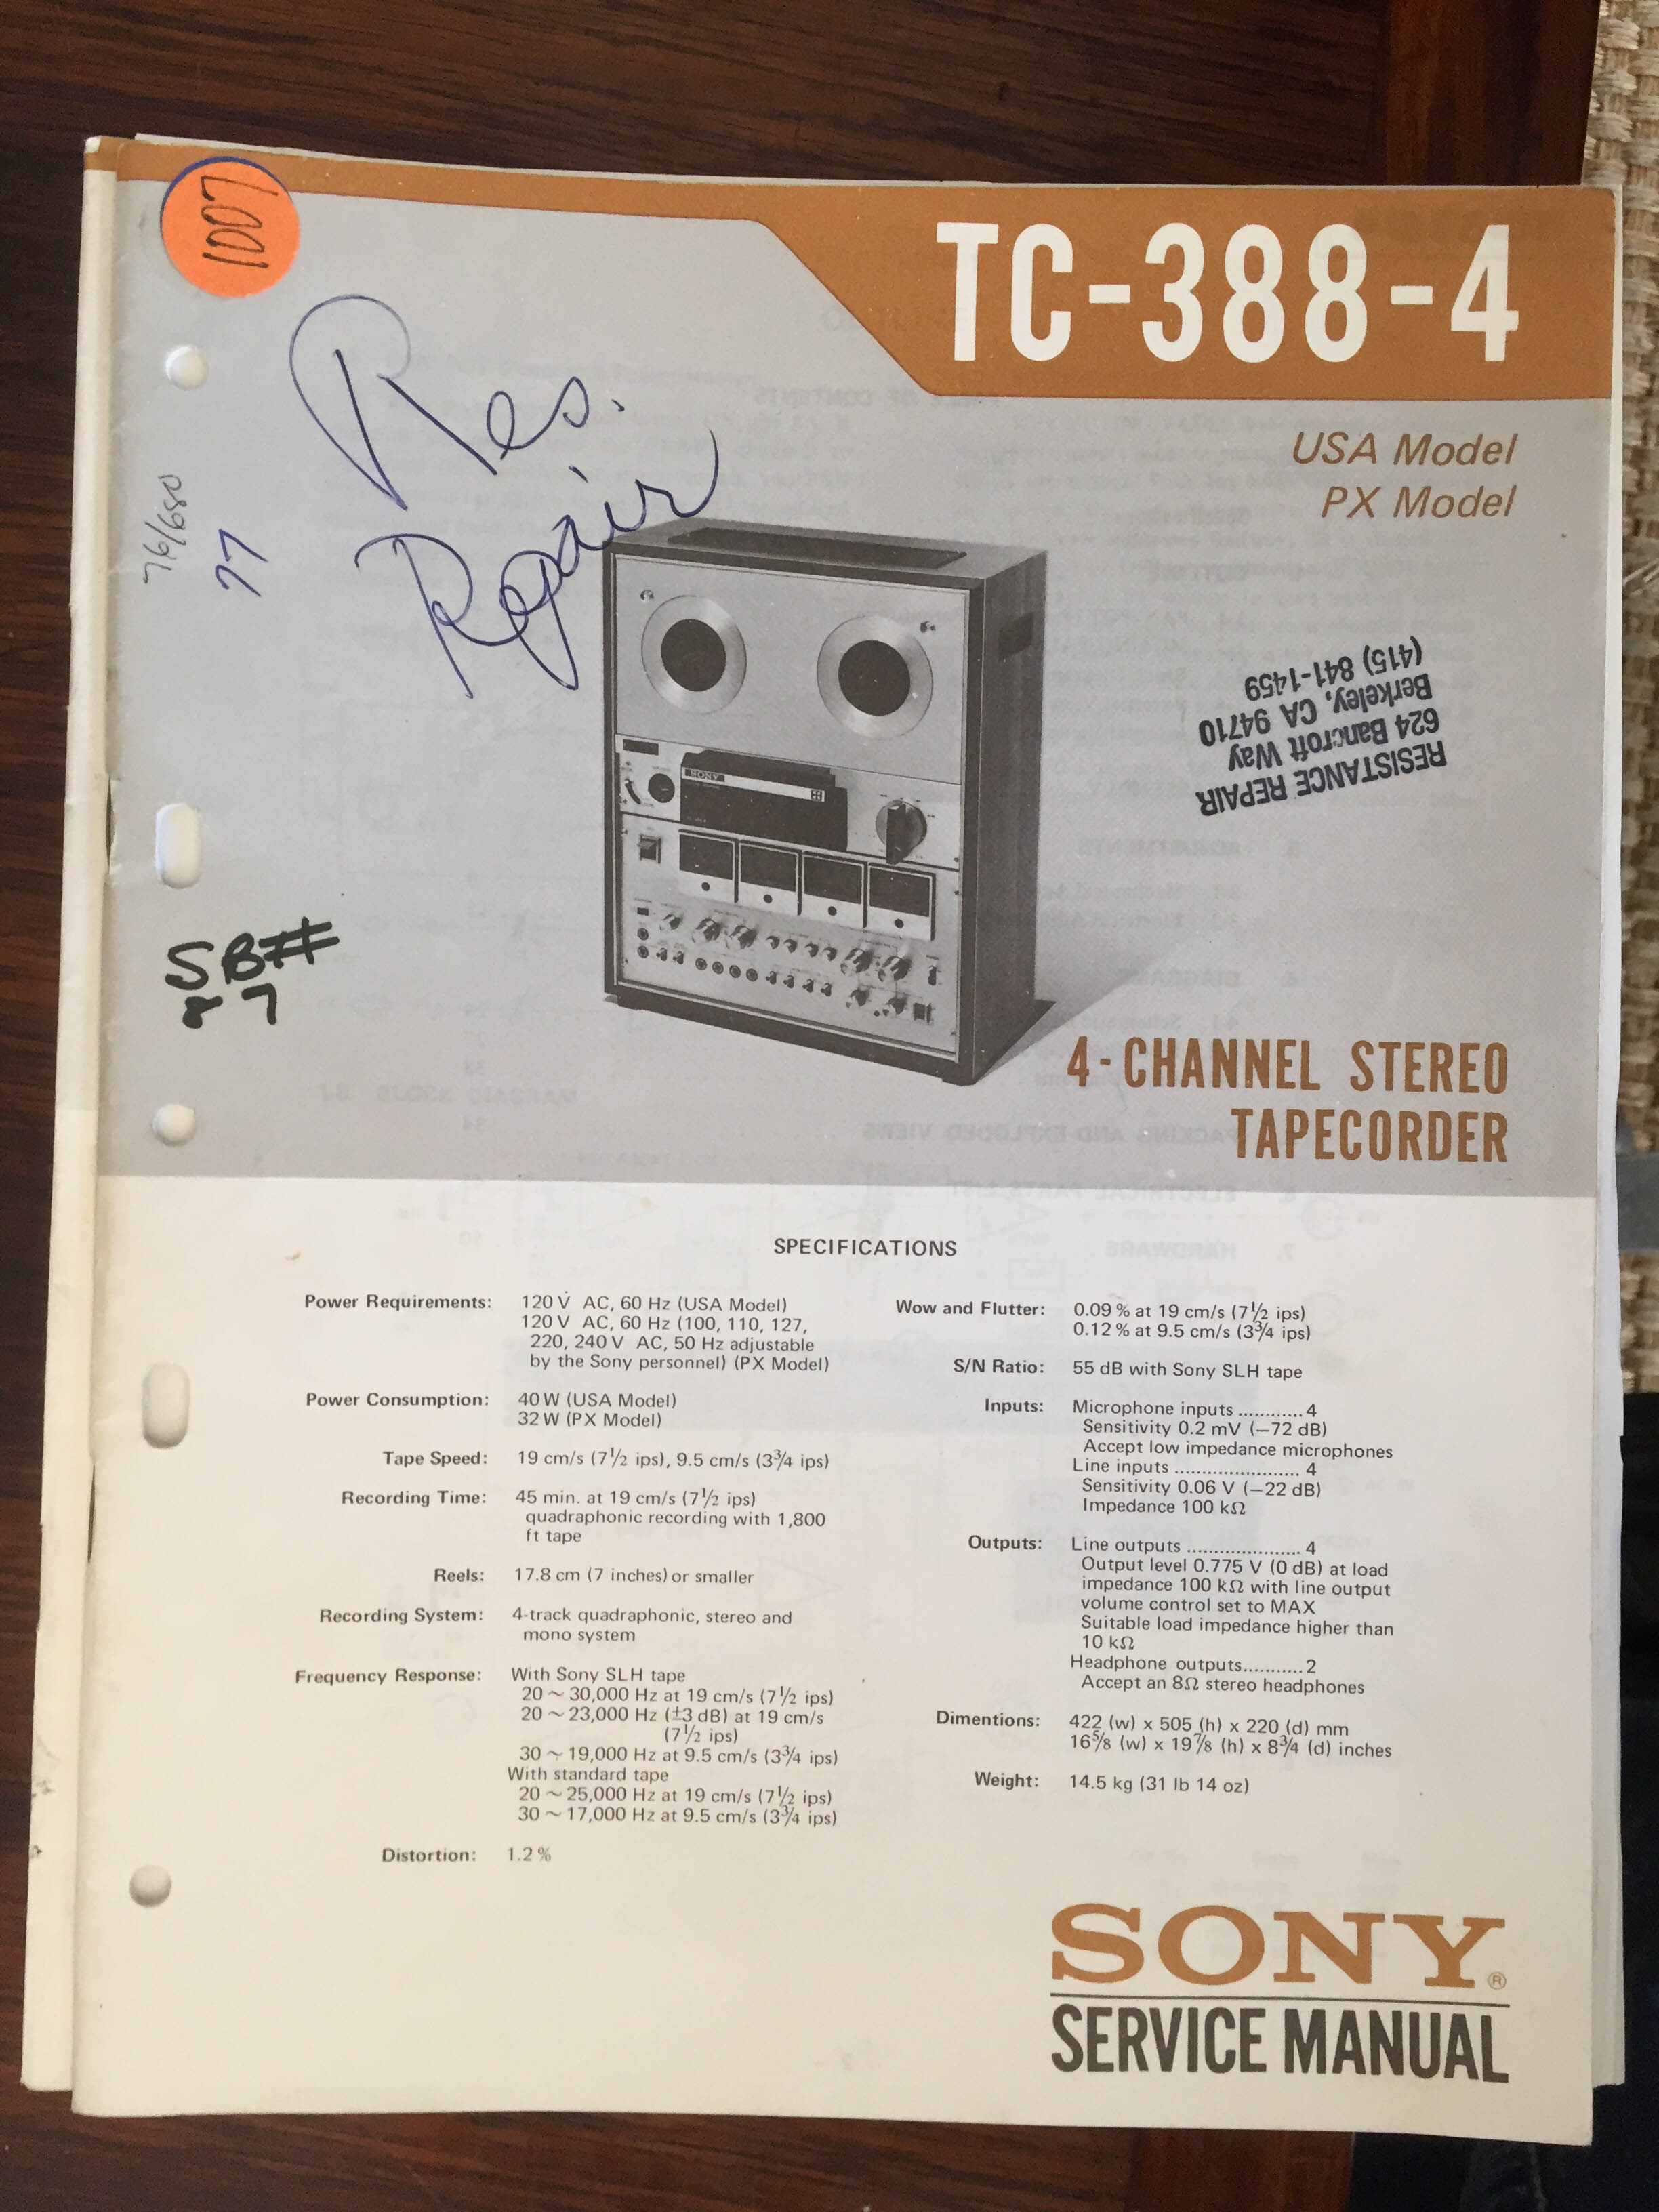 1007
TC-388-4
Res.
Repair
USA Model
PX Model
76/680
77
RESISTANCE REPAIR
624 Bancroft Way
Berkeley, CA 94710
(415) 841-1459
SONY
SB#
87
4-CHANNEL STEREO
TAPECORDER
SPECIFICATIONS
Power Requirements: 120 V AC, 60 Hz (USA Model)
120 V AC, 60 Hz (100, 110, 127,
220, 240 V AC, 50 Hz adjustable
by the Sony personnel) (PX Model)
Power Consumption: 40 W (USA Model)
32 W (PX Model)
Tape Speed: 19 cm/s (7½ ips), 9.5 cm/s (3¾ ips)
Recording Time: 45 min. at 19 cm/s (7½ ips)
quadraphonic recording with 1,800
ft tape
Reels: 17.8 cm (7 inches) or smaller
Recording System: 4-track quadraphonic, stereo and
mono system
Frequency Response: With Sony SLH tape
20 ~ 30,000 Hz at 19 cm/s (7½ ips)
20 ~ 23,000 Hz (±3 dB) at 19 cm/s
(7½ ips)
30 ~ 19,000 Hz at 9.5 cm/s (3¾ ips)
With standard tape
20 ~ 25,000 Hz at 19 cm/s (7½ ips)
30 ~ 17,000 Hz at 9.5 cm/s (3¾ ips)
Distortion: 1.2 %
Wow and Flutter: 0.09 % at 19 cm/s (7½ ips)
0.12 % at 9.5 cm/s (3¾ ips)
S/N Ratio: 55 dB with Sony SLH tape
Inputs: Microphone inputs ............ 4
Sensitivity 0.2 mV (−72 dB)
Accept low impedance microphones
Line inputs ........................ 4
Sensitivity 0.06 V (−22 dB)
Impedance 100 kΩ
Outputs: Line outputs ..................... 4
Output level 0.775 V (0 dB) at load
impedance 100 kΩ with line output
volume control set to MAX
Suitable load impedance higher than
10 kΩ
Headphone outputs........... 2
Accept an 8Ω stereo headphones
Dimentions: 422 (w) x 505 (h) x 220 (d) mm
16⅝ (w) x 19⅞ (h) x 8¾ (d) inches
Weight: 14.5 kg (31 lb 14 oz)
SONY®
SERVICE MANUAL